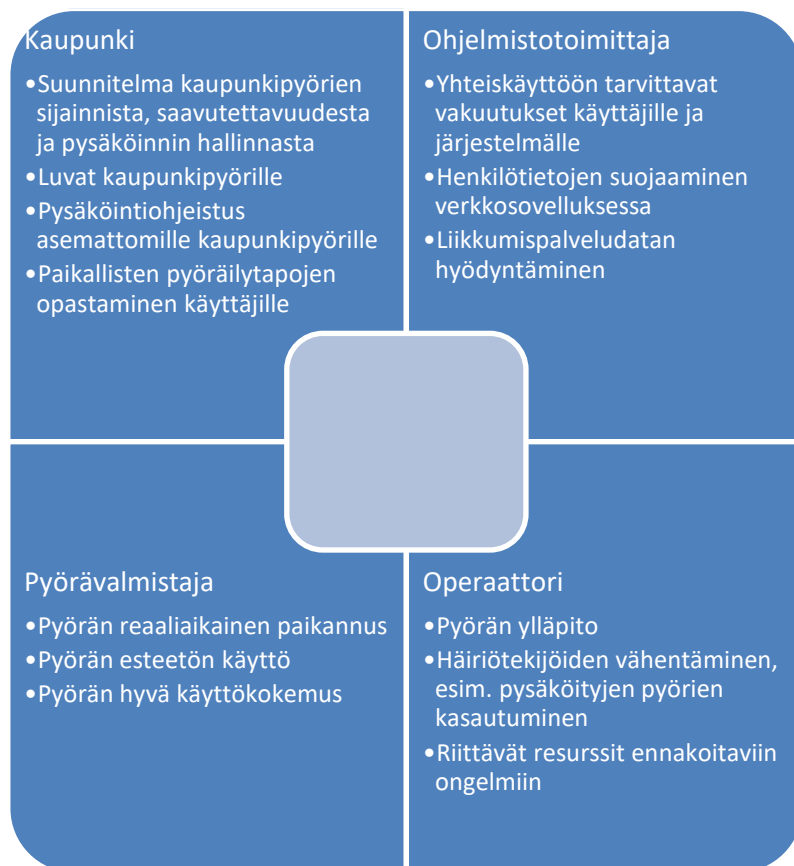 Kaupunki
•Suunnitelma kaupunkipyörien
sijainnista, saavutettavuudesta
ja pysäköinnin hallinnasta
•Luvat kaupunkipyörille
•Pysäköintiohjeistus
asemattomille kaupunkipyörille
•Paikallisten pyöräilytapojen
opastaminen käyttäjille
Ohjelmistotoimittaja
•Yhteiskäyttöön tarvittavat
vakuutukset käyttäjille ja
järjestelmälle
•Henkilötietojen suojaaminen
verkkosovelluksessa
•Liikkumispalveludatan
hyödyntäminen
Pyörävalmistaja
•Pyörän reaaliaikainen paikannus
•Pyörän esteetön käyttö
•Pyörän hyvä käyttökokemus
Operaattori
•Pyörän ylläpito
•Häiriötekijöiden vähentäminen,
esim. pysäköityjen pyörien
kasautuminen
•Riittävät resurssit ennakoitaviin
ongelmiin